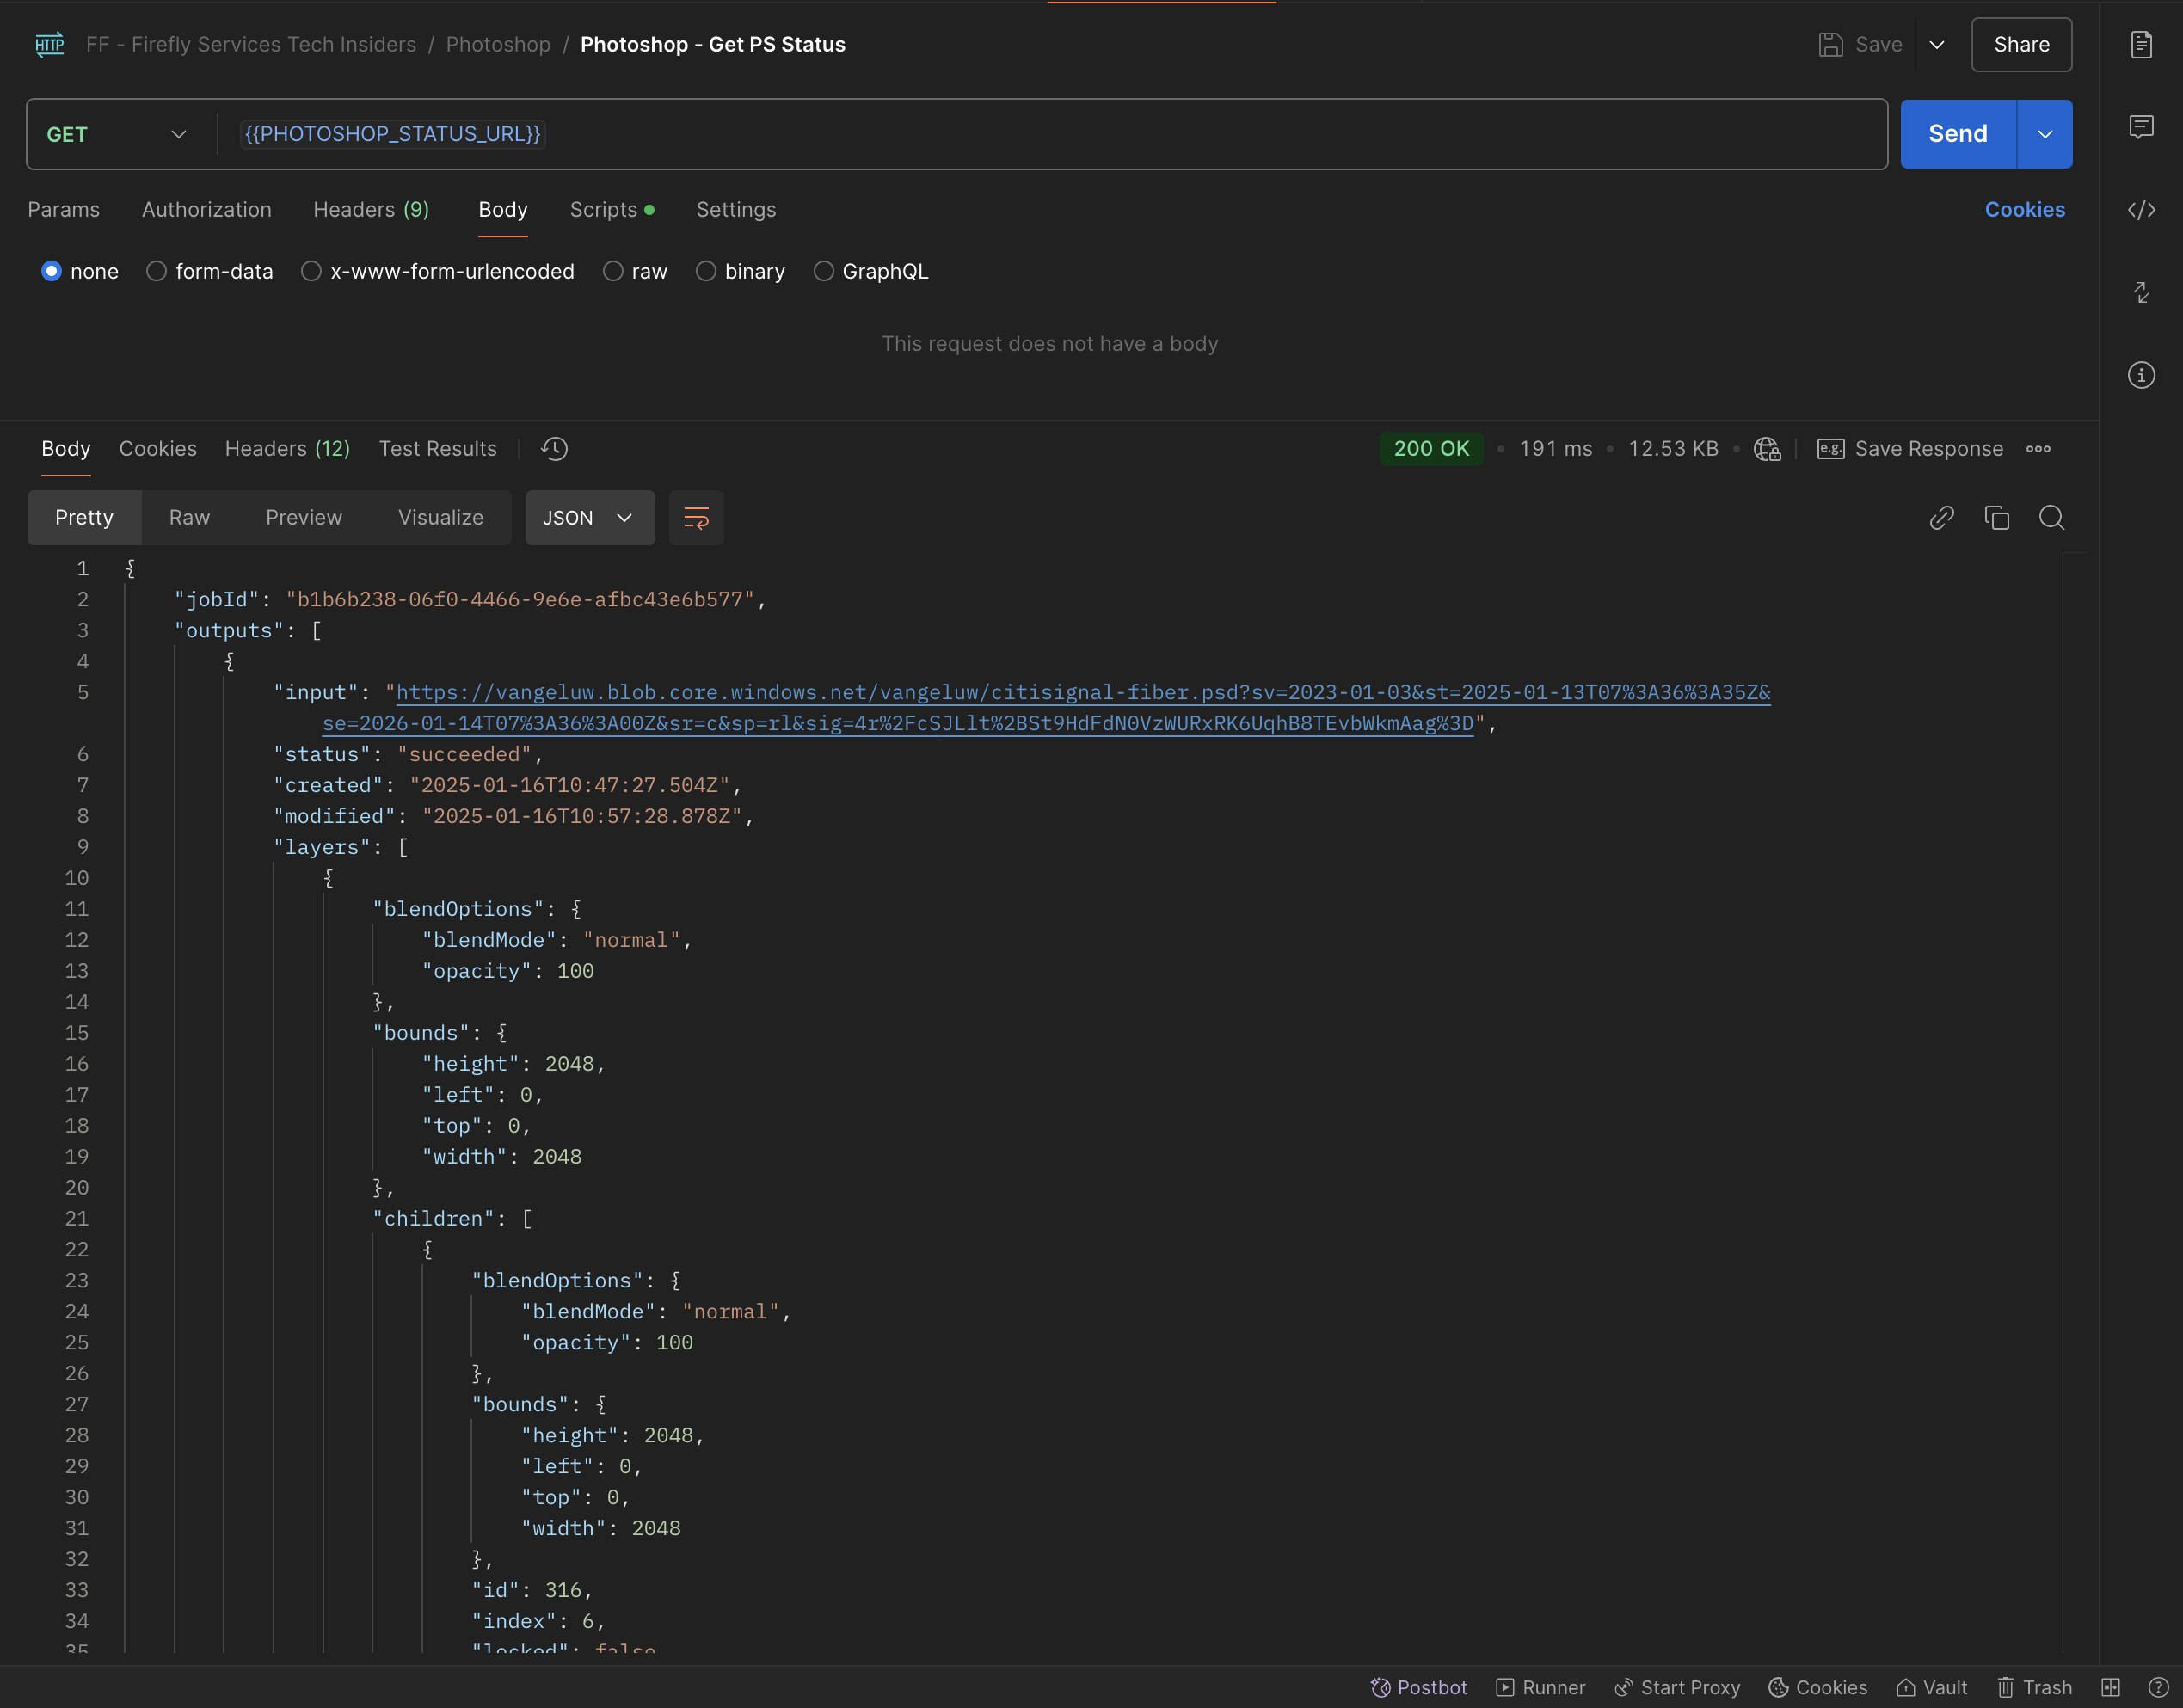 HTTP FF - Firefly Services Tech Insiders / Photoshop / Photoshop - Get PS Status Save Share
GET {{PHOTOSHOP_STATUS_URL}} Send
Params Authorization Headers (9) Body Scripts Settings Cookies
none form-data x-www-form-urlencoded raw binary GraphQL
This request does not have a body
Body Cookies Headers (12) Test Results 200 OK 191 ms 12.53 KB e.g. Save Response
Pretty Raw Preview Visualize JSON
1 {
2 "jobId": "b1b6b238-06f0-4466-9e6e-afbc43e6b577",
3 "outputs": [
4 {
5 "input": "https://vangeluw.blob.core.windows.net/vangeluw/citisignal-fiber.psd?sv=2023-01-03&st=2025-01-13T07%3A36%3A35Z&
se=2026-01-14T07%3A36%3A00Z&sr=c&sp=rl&sig=4r%2FcSJLlt%2BSt9HdFdN0VzWURxRK6UqhB8TEvbWkmAag%3D",
6 "status": "succeeded",
7 "created": "2025-01-16T10:47:27.504Z",
8 "modified": "2025-01-16T10:57:28.878Z",
9 "layers": [
10 {
11 "blendOptions": {
12 "blendMode": "normal",
13 "opacity": 100
14 },
15 "bounds": {
16 "height": 2048,
17 "left": 0,
18 "top": 0,
19 "width": 2048
20 },
21 "children": [
22 {
23 "blendOptions": {
24 "blendMode": "normal",
25 "opacity": 100
26 },
27 "bounds": {
28 "height": 2048,
29 "left": 0,
30 "top": 0,
31 "width": 2048
32 },
33 "id": 316,
34 "index": 6,
35 "locked": false
Postbot Runner Start Proxy Cookies Vault Trash